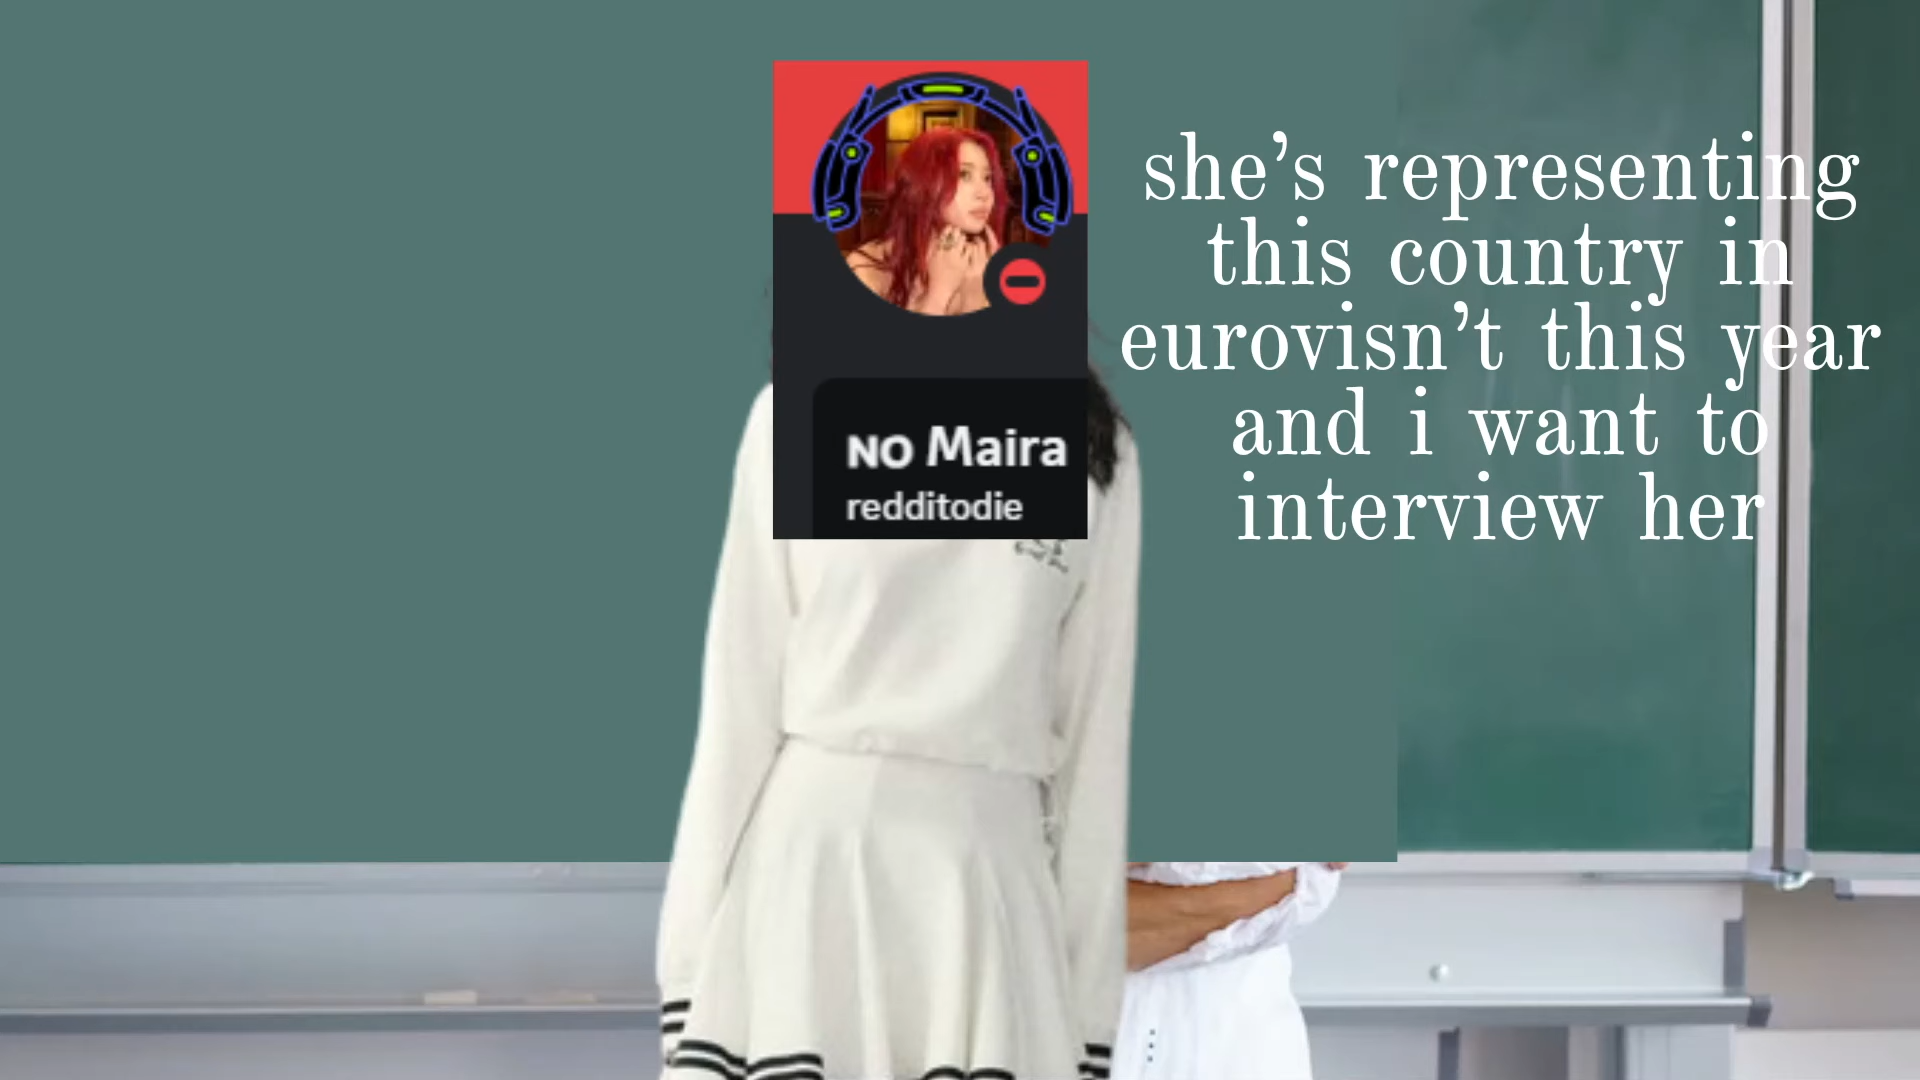 NO Maira
redditodie
she's representing
this country in
eurovisn't this year
and i want to
interview her